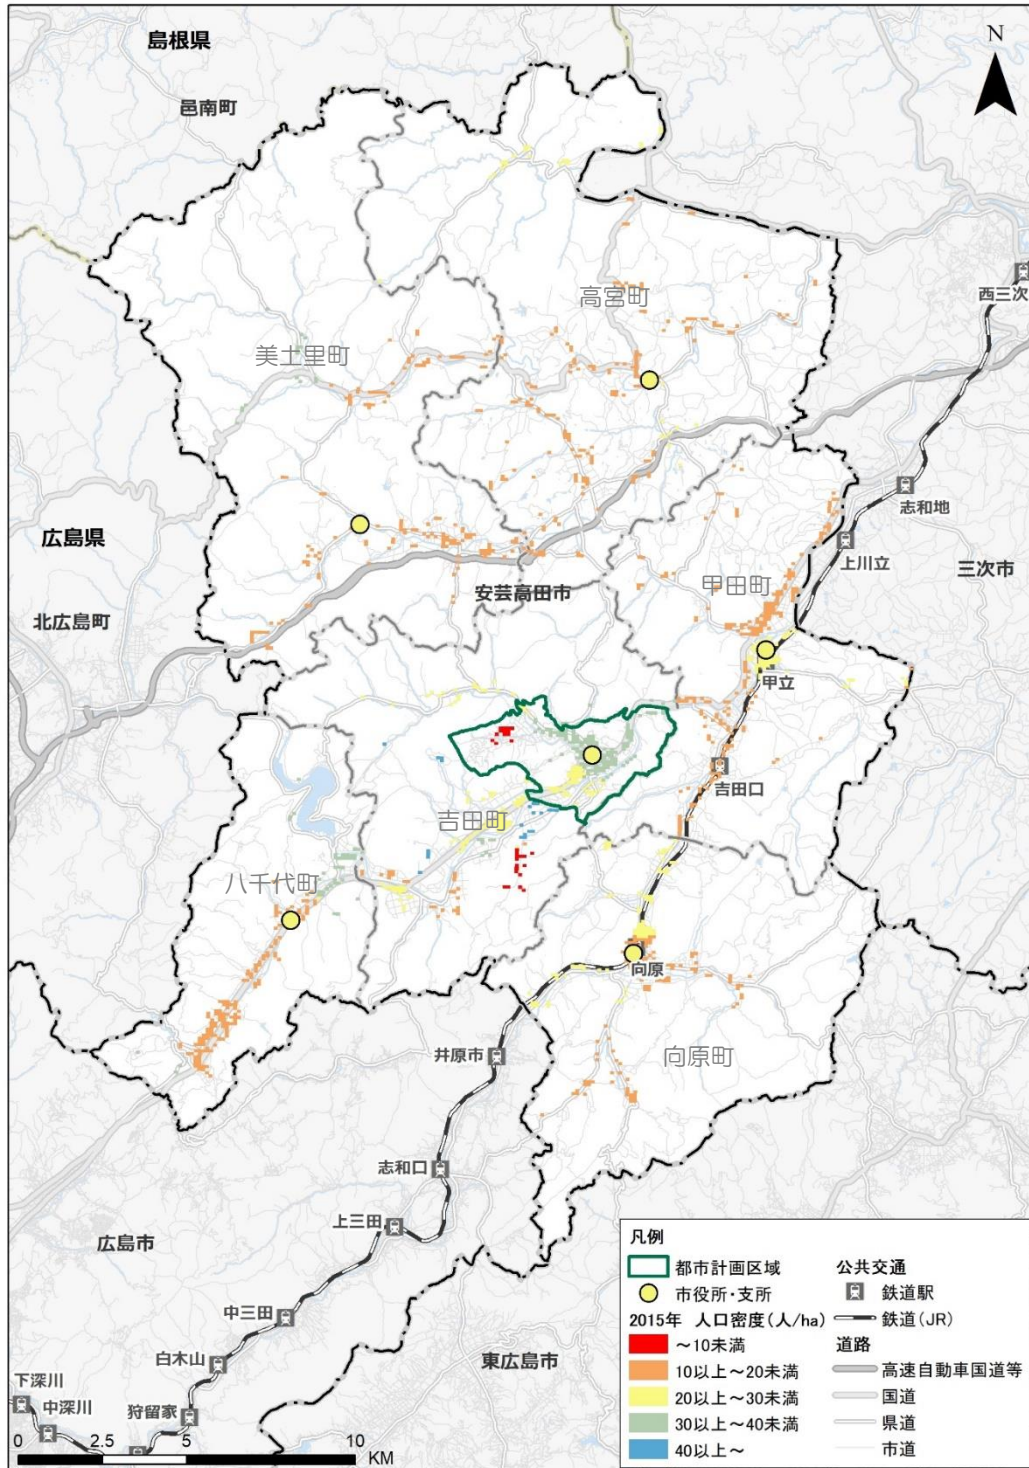 島根県
N
邑南町
西三次
高宮町
美土里町
志和地
広島県
上川立
三次市
甲田町
安芸高田市
北広島町
甲立
吉田口
吉田町
八千代町
向原
井原市
向原町
志和口
上三田
広島市
中三田
東広島市
白木山
下深川
中深川
狩留家
0 2.5 5 10
KM
凡例
都市計画区域
市役所・支所
2015年 人口密度(人/ha)
～10未満
10以上～20未満
20以上～30未満
30以上～40未満
40以上～
公共交通
鉄道駅
鉄道(JR)
道路
高速自動車国道等
国道
県道
市道